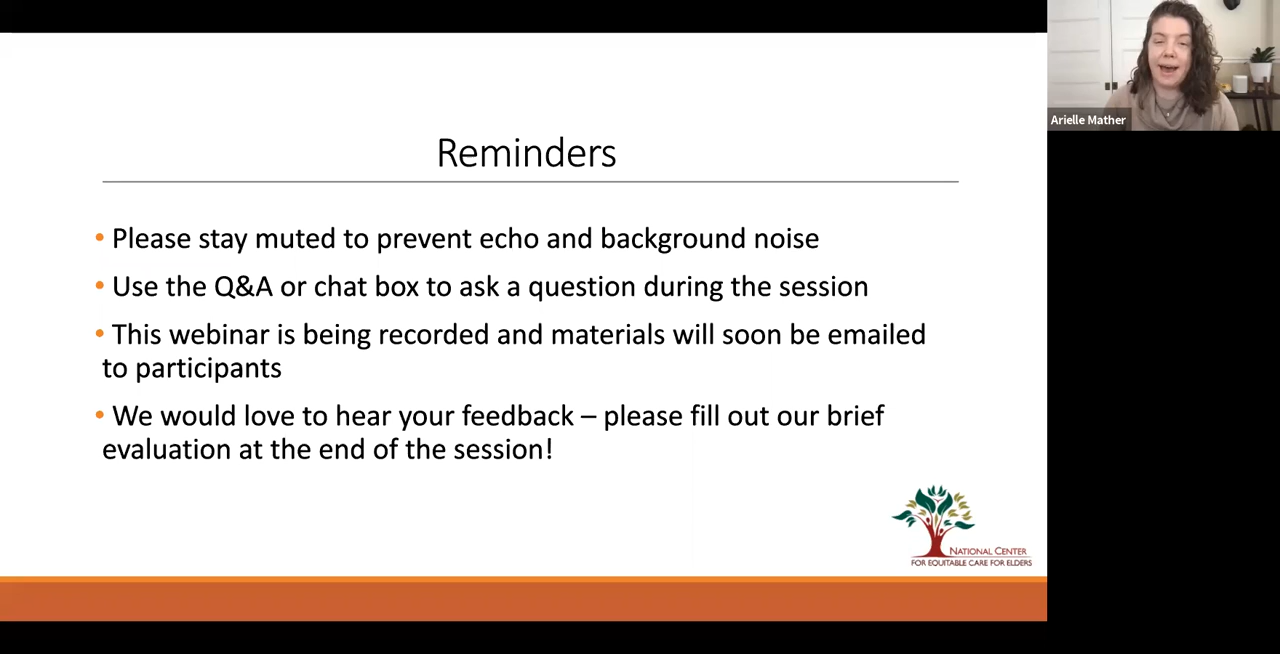 Reminders
• Please stay muted to prevent echo and background noise
• Use the Q&A or chat box to ask a question during the session
• This webinar is being recorded and materials will soon be emailed
to participants
• We would love to hear your feedback – please fill out our brief
evaluation at the end of the session!
NATIONAL CENTER
FOR EQUITABLE CARE FOR ELDERS
Arielle Mather